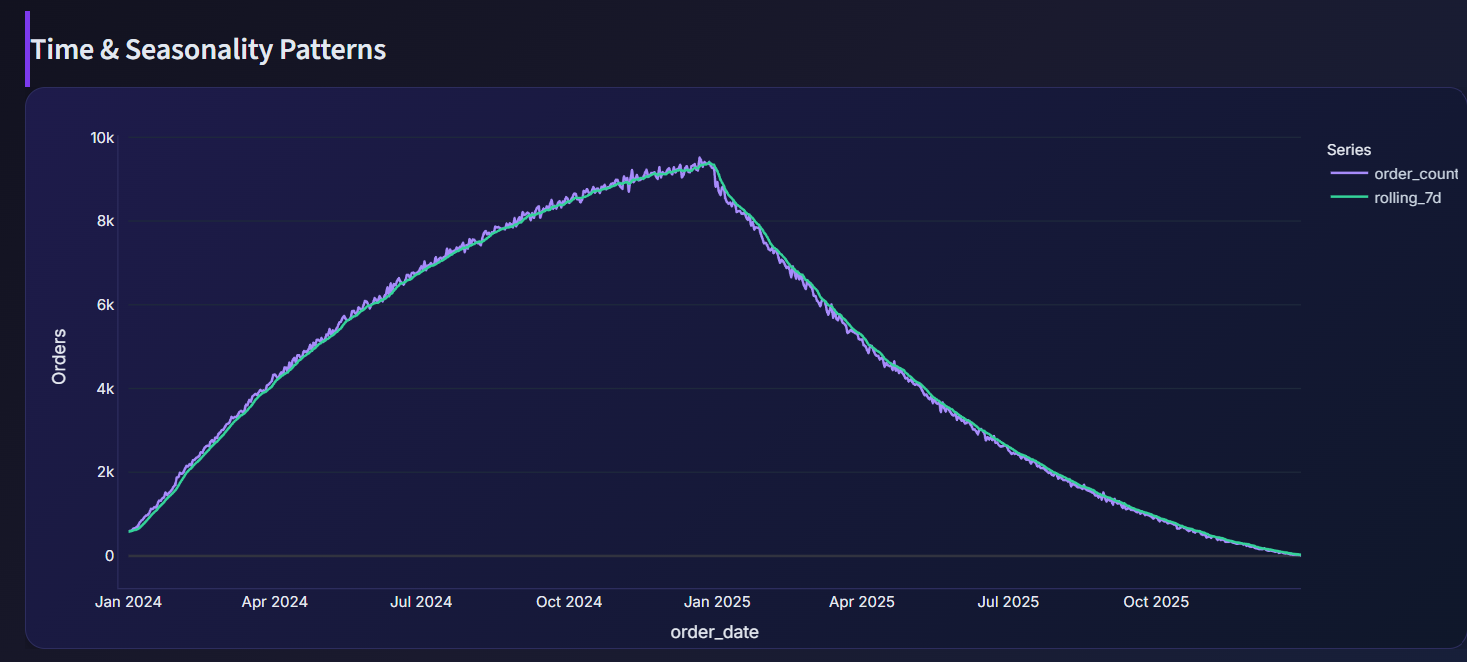 Time & Seasonality Patterns
10k
8k
6k
4k
2k
0
Orders
Jan 2024
Apr 2024
Jul 2024
Oct 2024
Jan 2025
Apr 2025
Jul 2025
Oct 2025
order_date
Series
order_count
rolling_7d